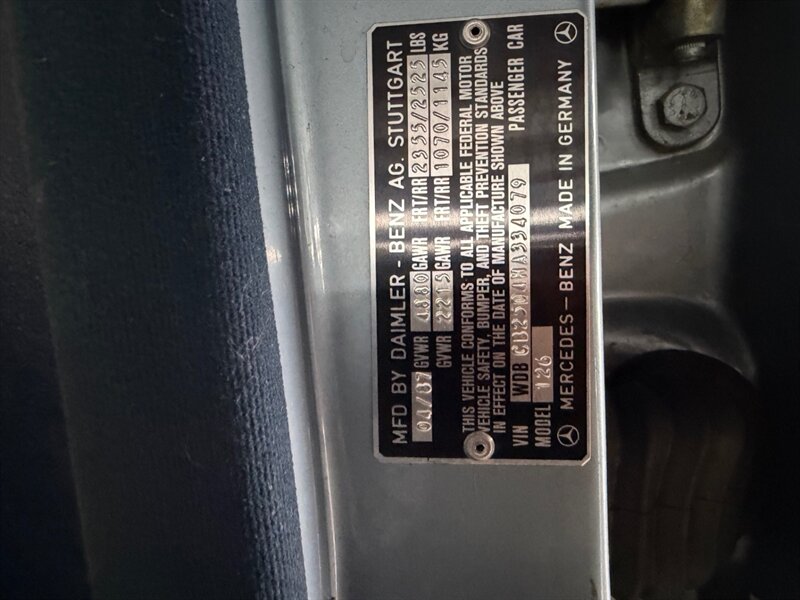 MFD BY DAIMLER - BENZ AG. STUTTGART
04/87 GVWR 4880 GAWR FRT/RR 2355/2525 LBS
GVWR 2215 GAWR FRT/RR 1070/1145 KG
THIS VEHICLE CONFORMS TO ALL APPLICABLE FEDERAL MOTOR
VEHICLE SAFETY, BUMPER, AND THEFT PREVENTION STANDARDS
IN EFFECT ON THE DATE OF MANUFACTURE SHOWN ABOVE
VIN WDB PASSENGER CAR
MODEL 126
MERCEDES - BENZ MADE IN GERMANY